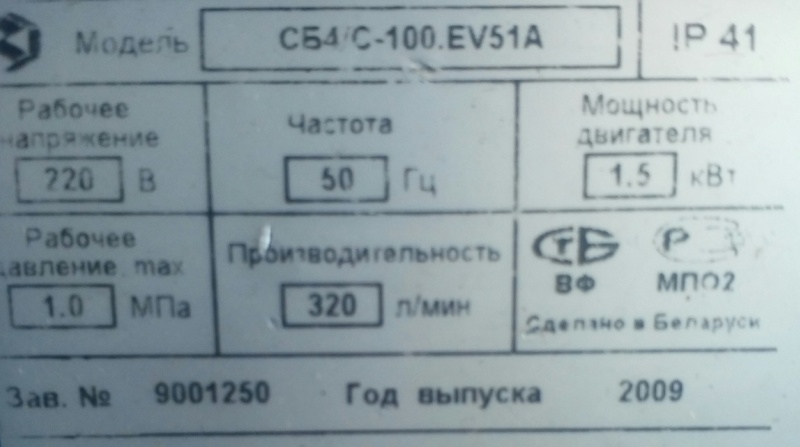 Модель СБ4/С-100.EV51A IP 41
Рабочее напряжение 220 В
Частота 50 Гц
Мощность двигателя 1.5 кВт
Рабочее давление, max 1.0 МПа
Производительность 320 л/мин
СТБ ВФ
Р МПО2
Сделано в Беларуси
Зав. № 9001250 Год выпуска 2009